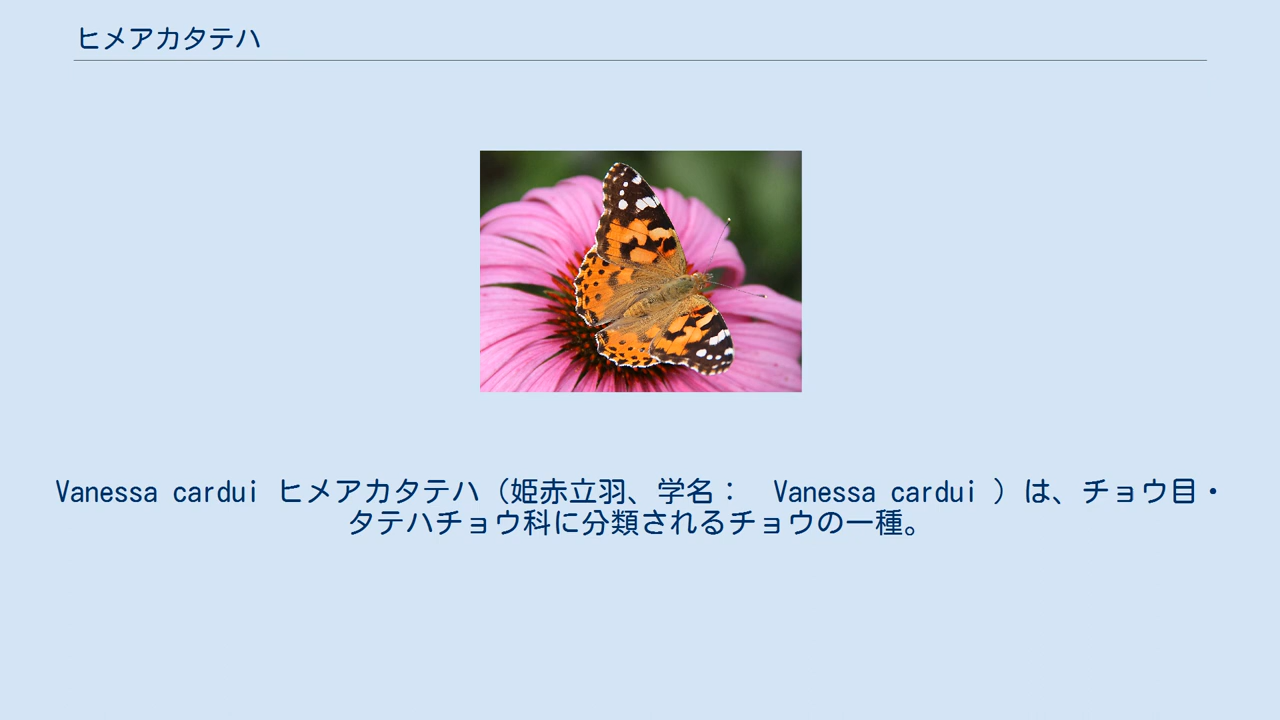 ヒメアカタテハ
Vanessa cardui ヒメアカタテハ（姫赤立羽、学名： Vanessa cardui ）は、チョウ目・
タテハチョウ科に分類されるチョウの一種。